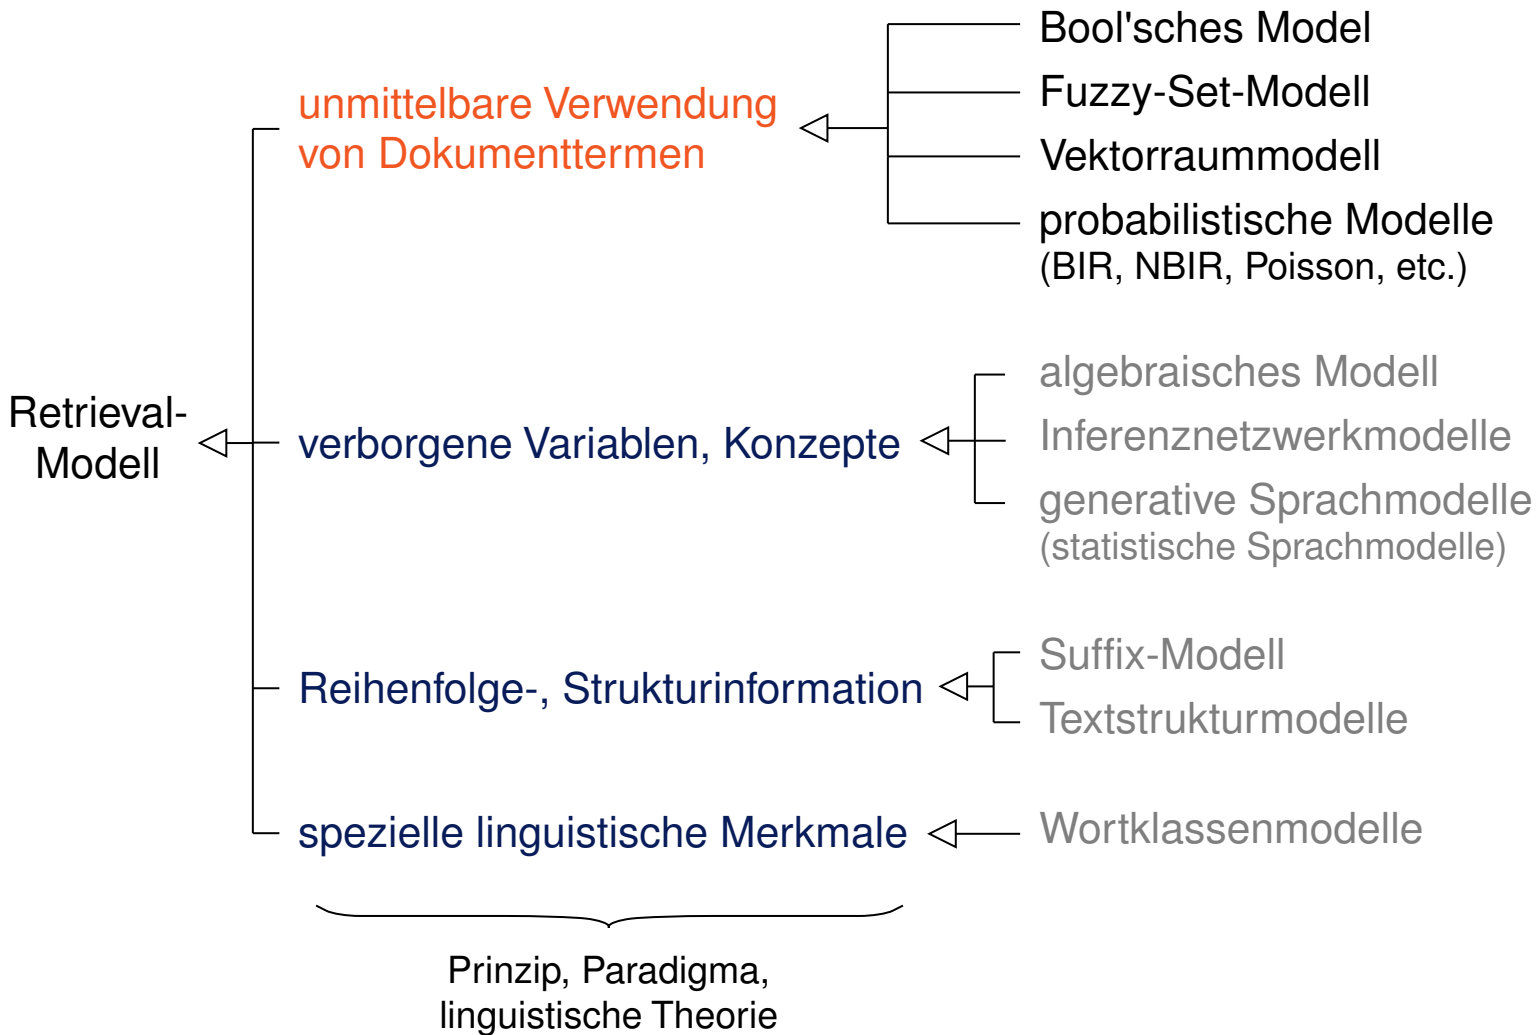 Retrieval-
Modell
unmittelbare Verwendung
von Dokumenttermen
Bool'sches Model
Fuzzy-Set-Modell
Vektorraummodell
probabilistische Modelle
(BIR, NBIR, Poisson, etc.)
verborgene Variablen, Konzepte
algebraisches Modell
Inferenznetzwerkmodelle
generative Sprachmodelle
(statistische Sprachmodelle)
Reihenfolge-, Strukturinformation
Suffix-Modell
Textstrukturmodelle
spezielle linguistische Merkmale
Wortklassenmodelle
Prinzip, Paradigma,
linguistische Theorie